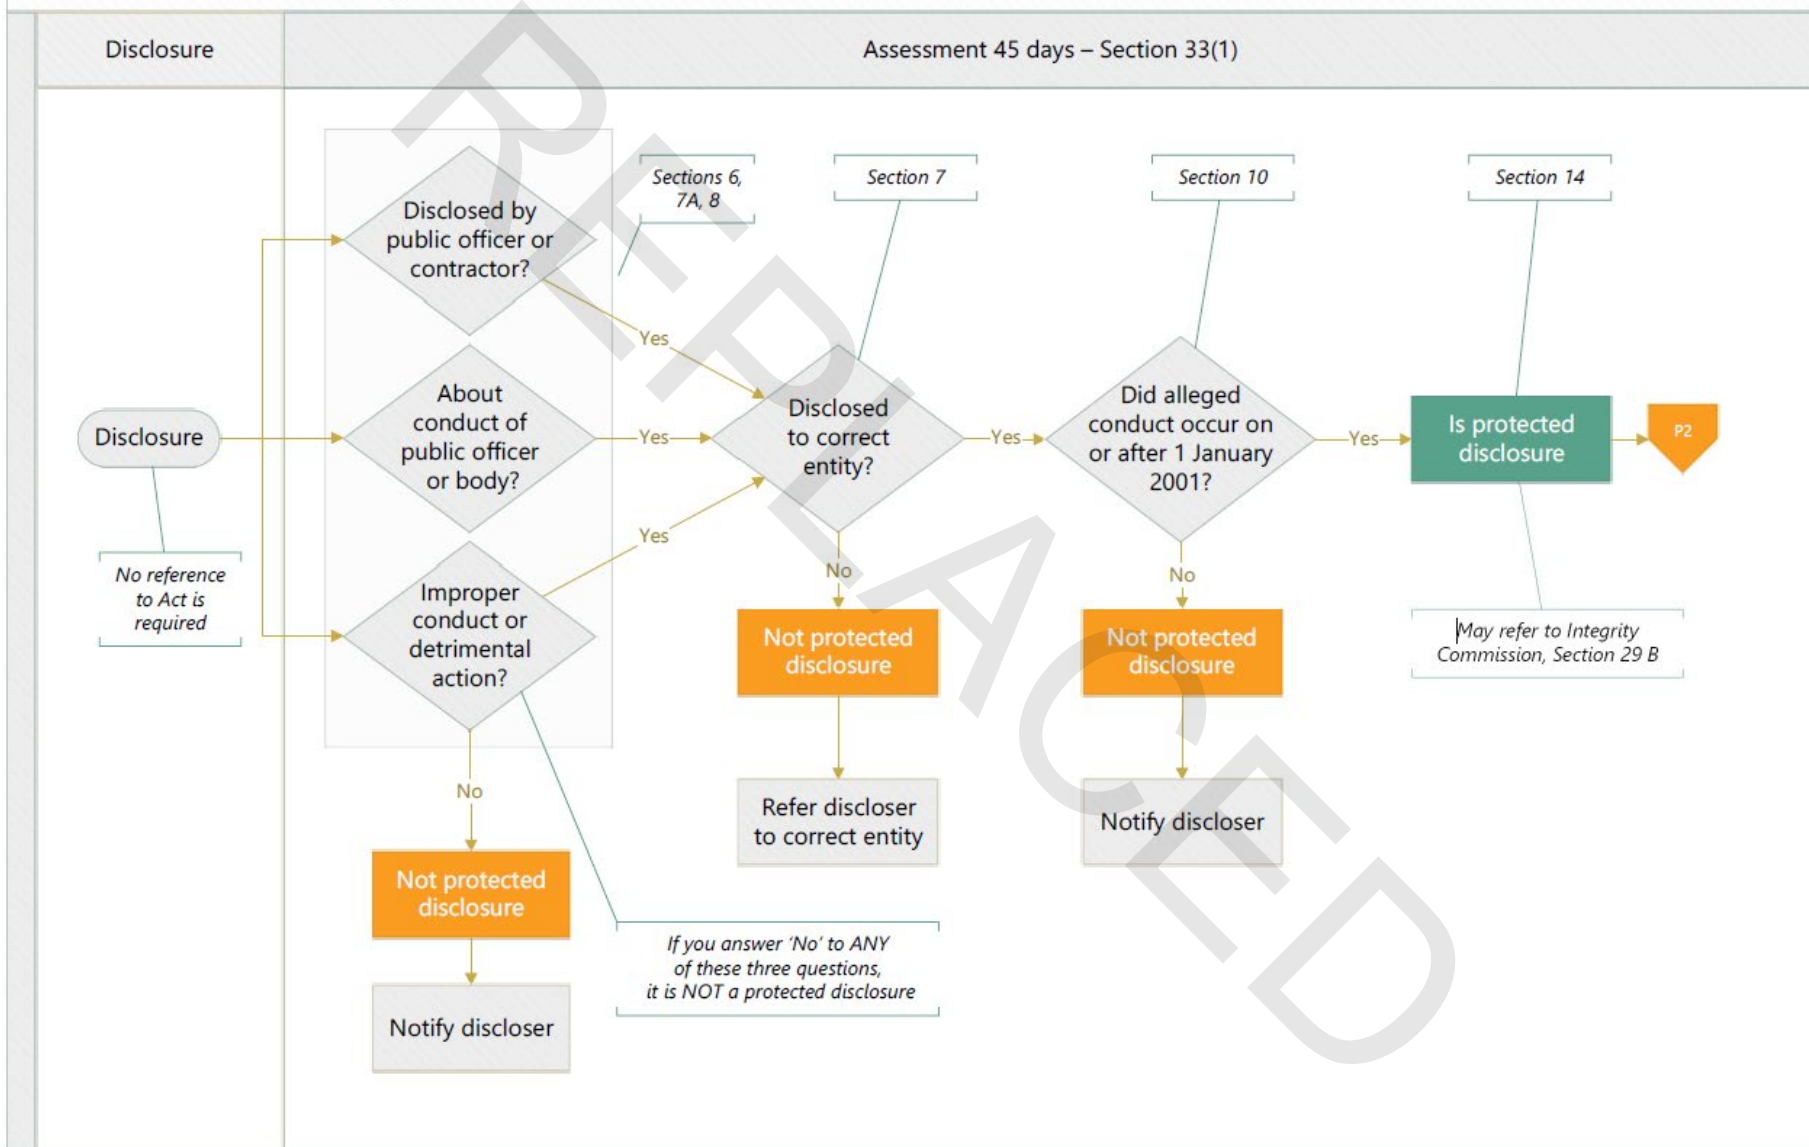 Disclosure
Assessment 45 days – Section 33(1)
Disclosure
No reference
to Act is
required
Disclosed by
public officer or
contractor?
Sections 6,
7A, 8
Yes
About
conduct of
public officer
or body?
Yes
Improper
conduct or
detrimental
action?
Yes
No
Not protected
disclosure
Notify discloser
If you answer ‘No’ to ANY
of these three questions,
it is NOT a protected disclosure
Section 7
Disclosed
to correct
entity?
Yes
No
Not protected
disclosure
Refer discloser
to correct entity
Section 10
Did alleged
conduct occur on
or after 1 January
2001?
Yes
No
Not protected
disclosure
Notify discloser
Section 14
Is protected
disclosure
P2
May refer to Integrity
Commission, Section 29 B
REPLACED